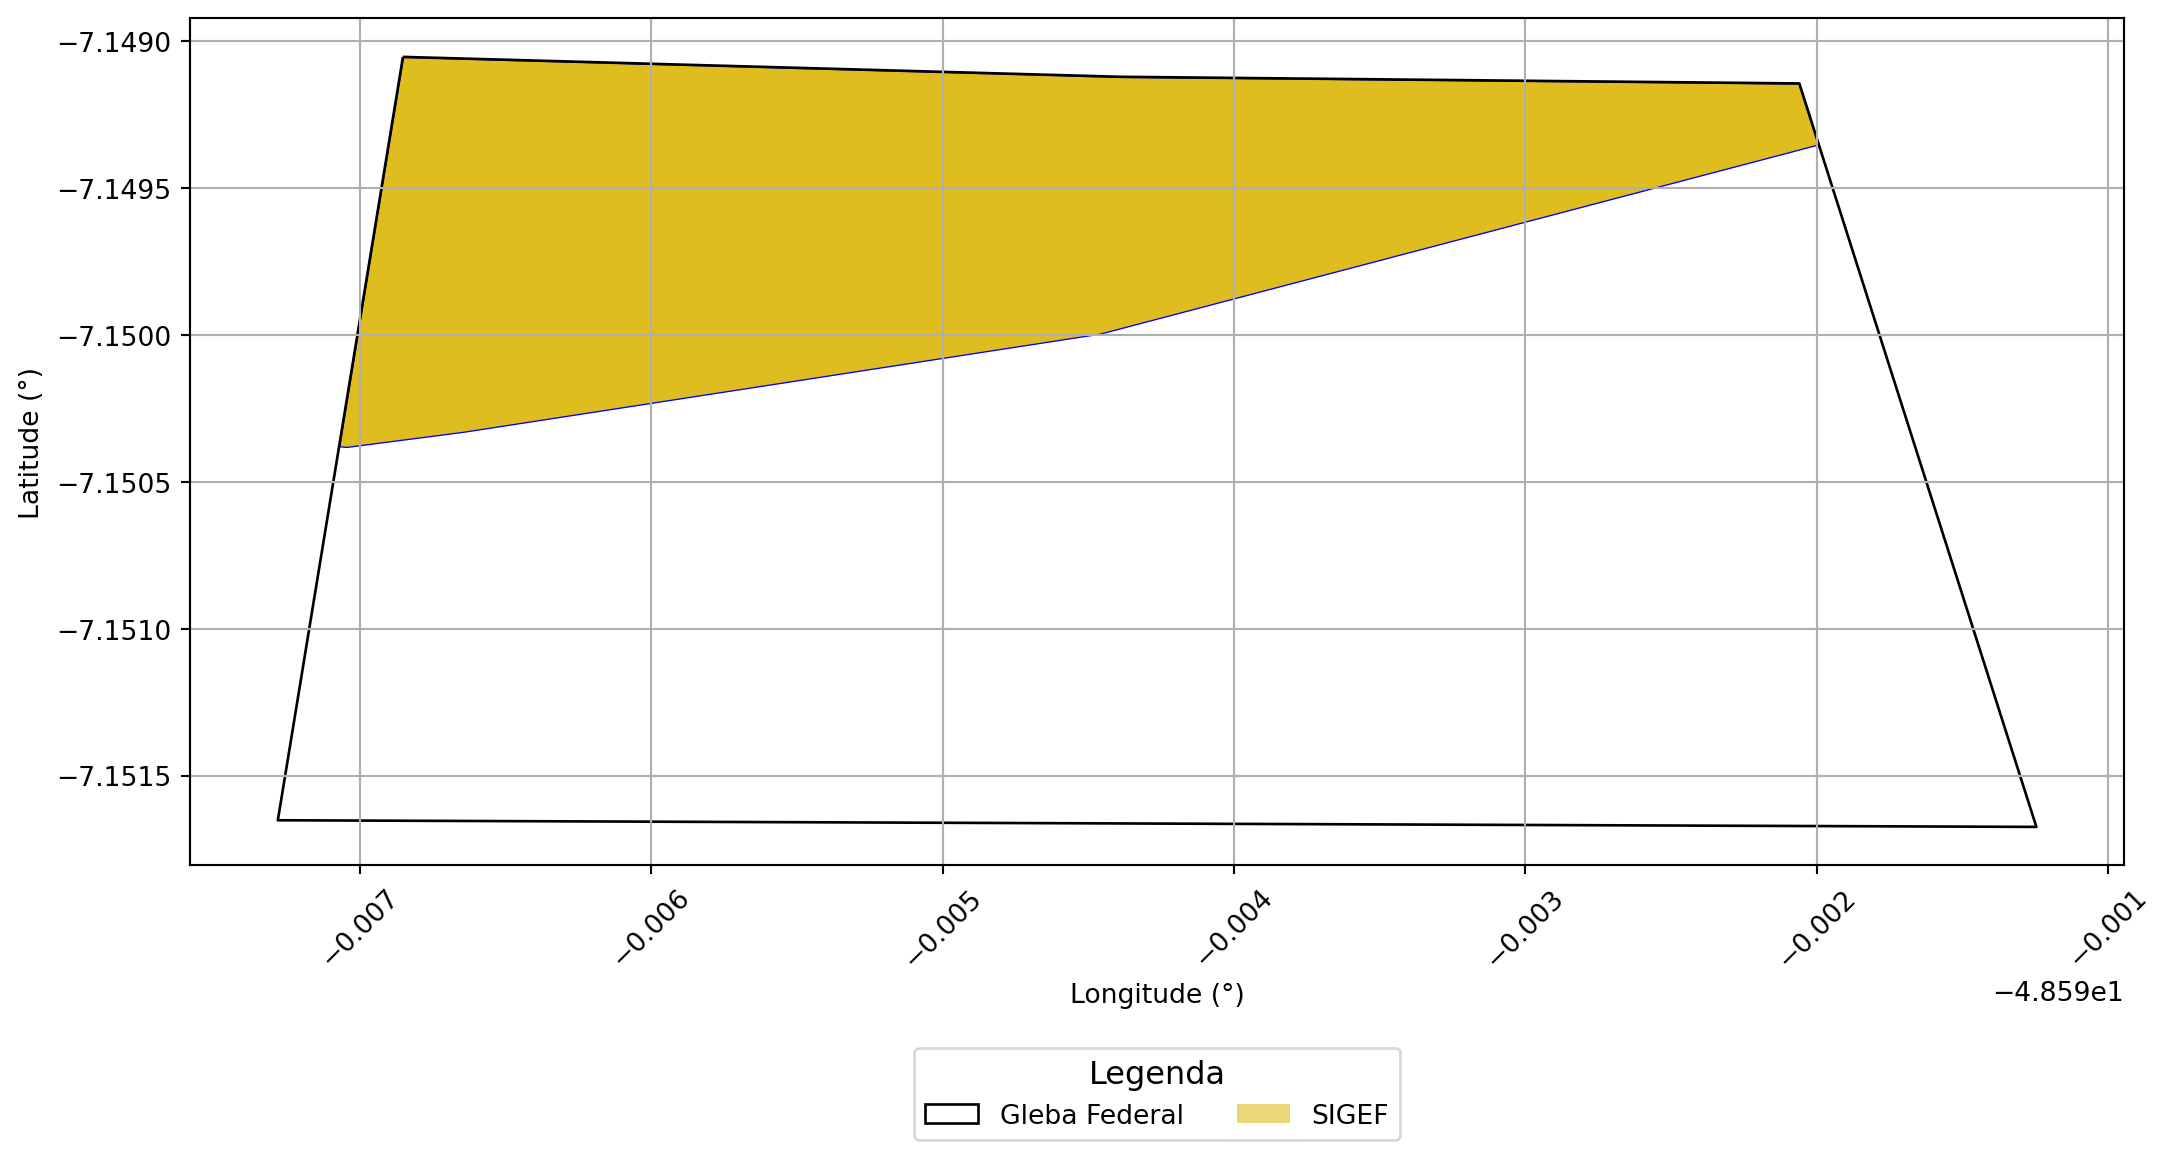 −7.1490
−7.1495
−7.1500
−7.1505
−7.1510
−7.1515
Latitude (°)
−0.007 −0.006 −0.005 −0.004 −0.003 −0.002 −0.001
Longitude (°)
−4.859e1
Legenda
Gleba Federal SIGEF